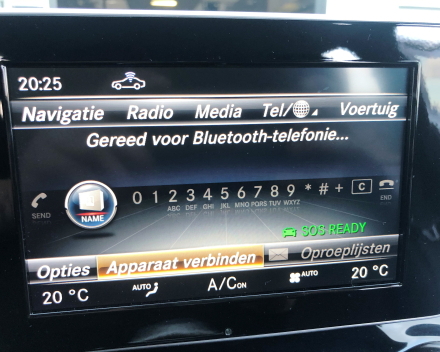 20:25
Navigatie Radio Media Tel/ Voertuig
Gereed voor Bluetooth-telefonie...
0 1 2 3 4 5 6 7 8 9 * # + C
ABC DEF GHI JKL MNO PQRS TUV WXYZ
SEND NAME END
SOS READY
Opties Apparaat verbinden Oproeplijsten
20 °C AUTO A/C ON AUTO 20 °C